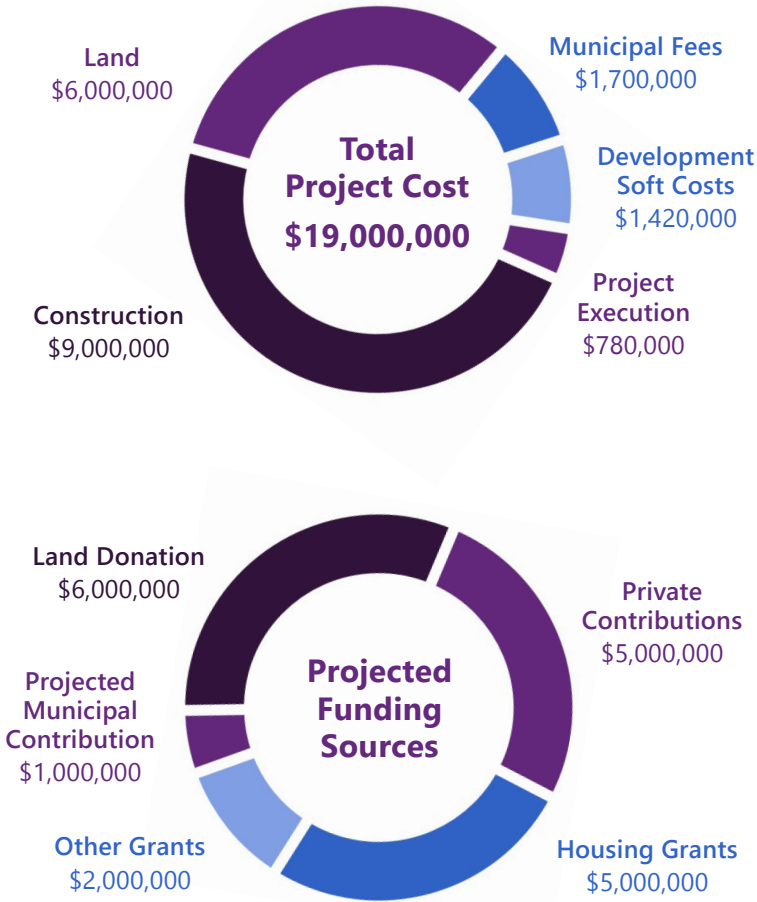 Land
$6,000,000
Municipal Fees
$1,700,000
Total
Project Cost
$19,000,000
Development
Soft Costs
$1,420,000
Project
Execution
$780,000
Construction
$9,000,000
Land Donation
$6,000,000
Private
Contributions
$5,000,000
Projected
Funding
Sources
Projected
Municipal
Contribution
$1,000,000
Other Grants
$2,000,000
Housing Grants
$5,000,000